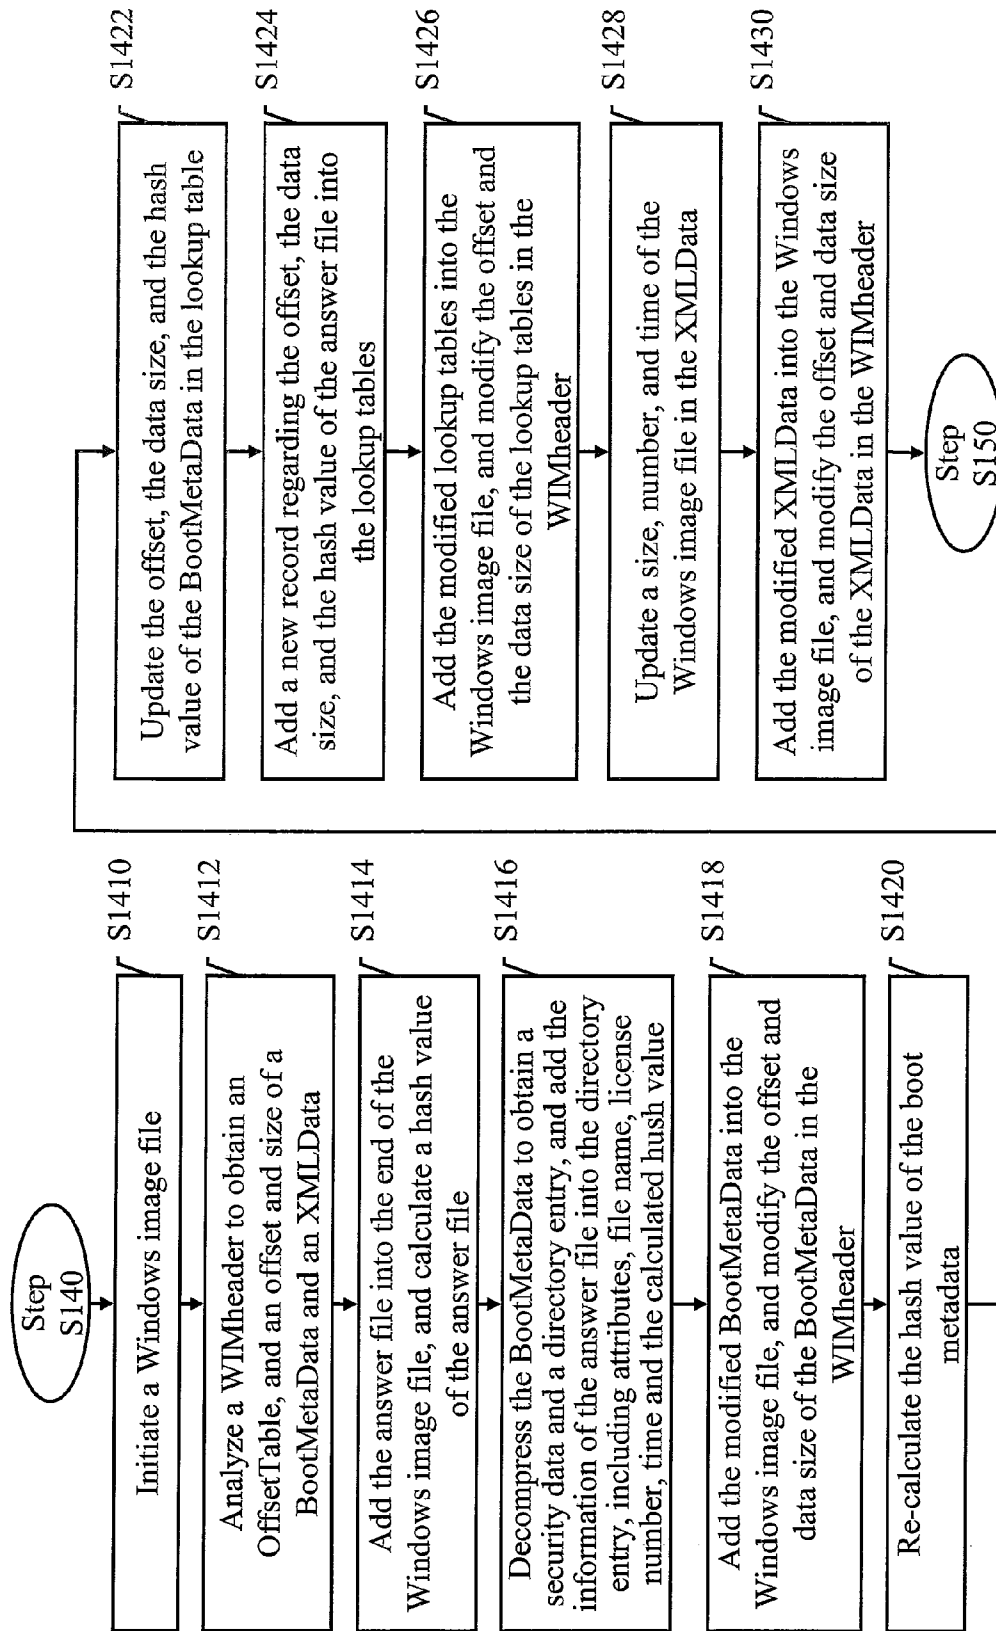 Step
S140
Initiate a Windows image file
S1410
Analyze a WIMheader to obtain an
OffsetTable, and an offset and size of a
BootMetaData and an XMLData
S1412
Add the answer file into the end of the
Windows image file, and calculate a hash value
of the answer file
S1414
Decompress the BootMetaData to obtain a
security data and a directory entry, and add the
information of the answer file into the directory
entry, including attributes, file name, license
number, time and the calculated hush value
S1416
Add the modified BootMetaData into the
Windows image file, and modify the offset and
data size of the BootMetaData in the
WIMheader
S1418
Re-calculate the hash value of the boot
metadata
S1420
Update the offset, the data size, and the hash
value of the BootMetaData in the lookup table
S1422
Add a new record regarding the offset, the data
size, and the hash value of the answer file into
the lookup tables
S1424
Add the modified lookup tables into the
Windows image file, and modify the offset and
the data size of the lookup tables in the
WIMheader
S1426
Update a size, number, and time of the
Windows image file in the XMLData
S1428
Add the modified XMLData into the Windows
image file, and modify the offset and data size
of the XMLData in the WIMheader
S1430
Step
S150